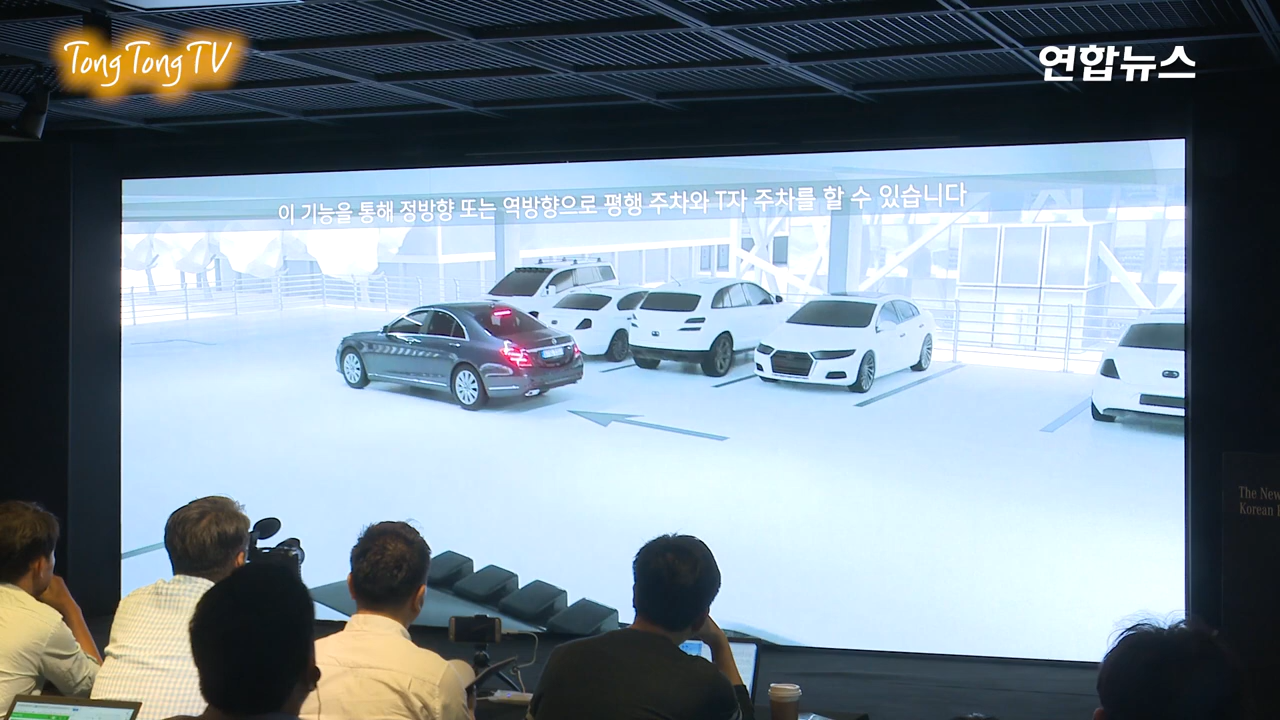 Tong Tong TV
연합뉴스
이 기능을 통해 정방향 또는 역방향으로 평행 주차와 T자 주차를 할 수 있습니다
The New
Korean